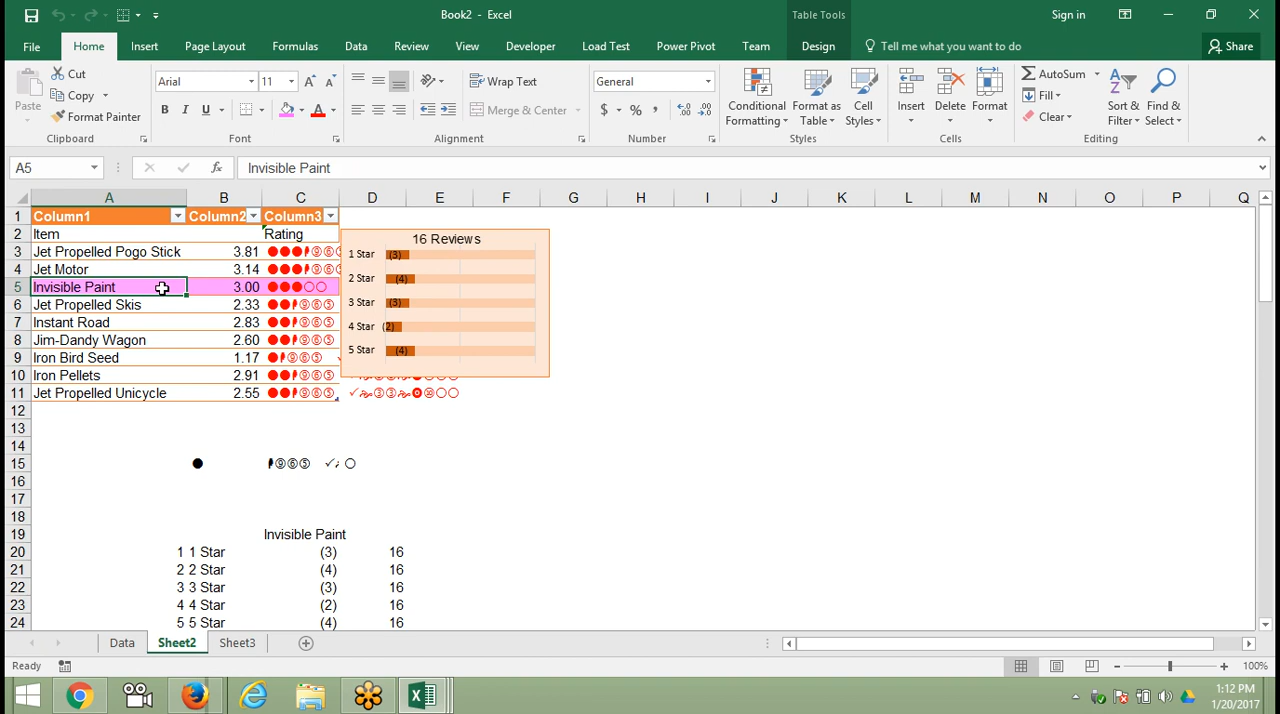 Book2 - Excel
Table Tools
Sign in
File Home Insert Page Layout Formulas Data Review View Developer Load Test Power Pivot Team Design Tell me what you want to do Share
Paste
Cut
Copy
Format Painter
Clipboard
Arial 11
B I U
Font
Wrap Text
Merge & Center
Alignment
General
$ % ,
Number
Conditional Formatting
Format as Table
Cell Styles
Styles
Insert Delete Format
Cells
AutoSum
Fill
Clear
Sort & Filter
Find & Select
Editing
A5 fx Invisible Paint
A B C D E F G H I J K L M N O P Q
1 Column1 Column2 Column3
2 Item Rating
3 Jet Propelled Pogo Stick 3.81
4 Jet Motor 3.14
5 Invisible Paint 3.00
6 Jet Propelled Skis 2.33
7 Instant Road 2.83
8 Jim-Dandy Wagon 2.60
9 Iron Bird Seed 1.17
10 Iron Pellets 2.91
11 Jet Propelled Unicycle 2.55
16 Reviews
1 Star (3)
2 Star (4)
3 Star (3)
4 Star (2)
5 Star (4)
12
13
14
15
16
17
18
19 Invisible Paint
20 1 1 Star (3) 16
21 2 2 Star (4) 16
22 3 3 Star (3) 16
23 4 4 Star (2) 16
24 5 5 Star (4) 16
Data Sheet2 Sheet3
Ready
100%
1:12 PM
1/20/2017